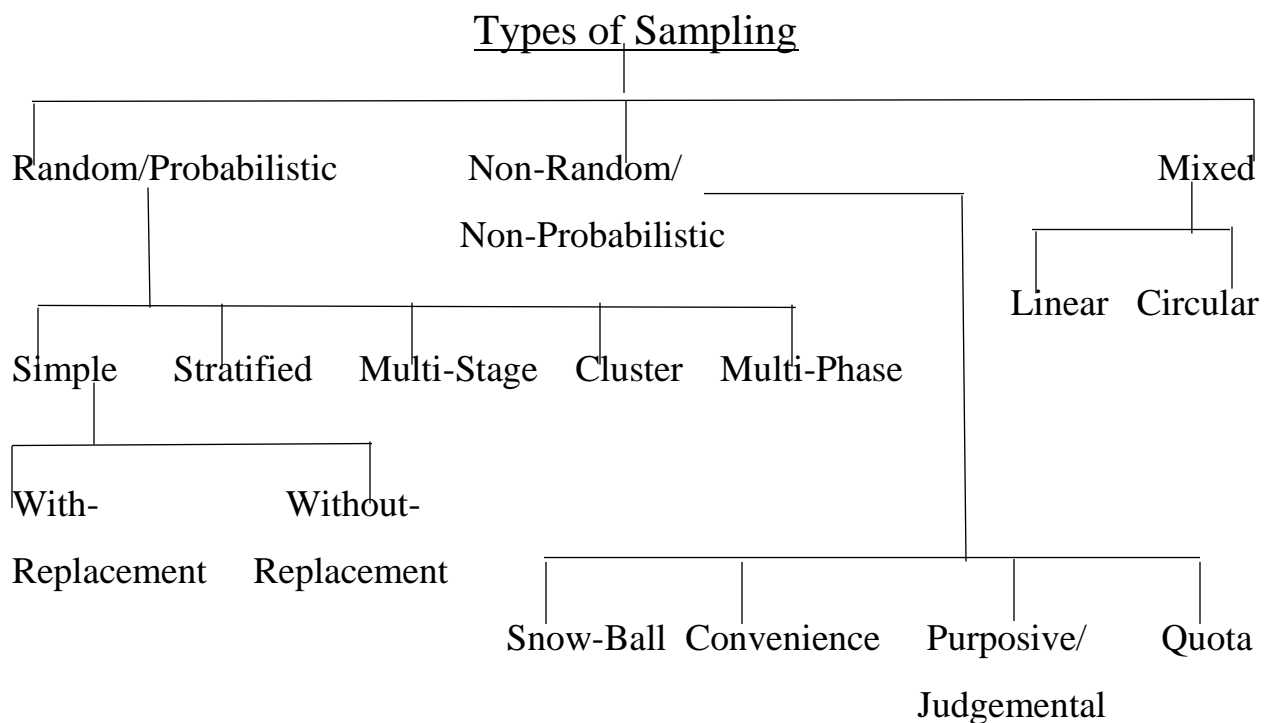 Types of Sampling
Random/Probabilistic Non-Random/ Mixed
Non-Probabilistic
Linear Circular
Simple Stratified Multi-Stage Cluster Multi-Phase
With- Without-
Replacement Replacement
Snow-Ball Convenience Purposive/ Quota
Judgemental